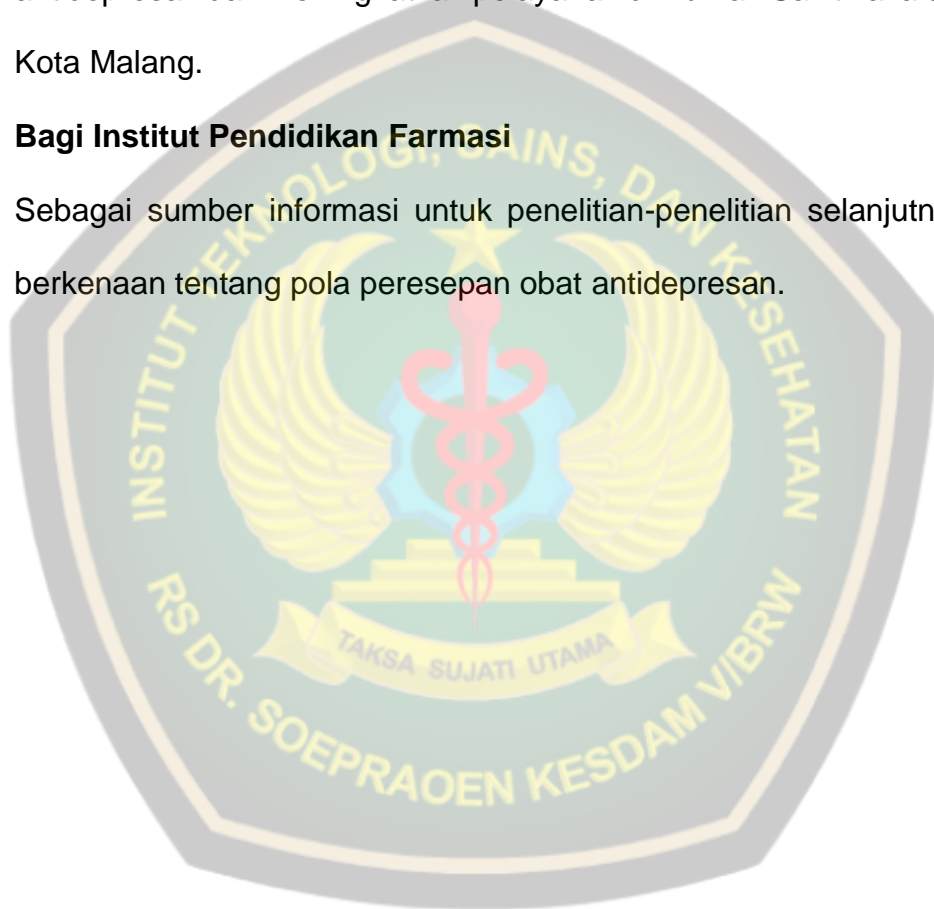 Kota Malang.
Bagi Institut Pendidikan Farmasi
Sebagai sumber informasi untuk penelitian-penelitian selanjutn
berkenaan tentang pola peresepan obat antidepresan.
INSTITUT TEKNOLOGI, SAINS, DAN KESEHATAN
TAKSA SUJATI UTAMA
RS DR. SOEPRAOEN KESDAM V/BRW